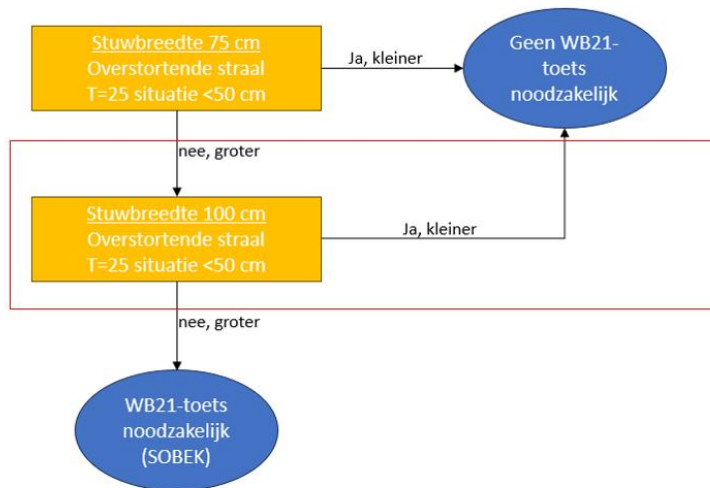 Stuwbreedte 75 cm
Overstortende straal
T=25 situatie <50 cm
Ja, kleiner
Geen WB21-
toets
noodzakelijk
nee, groter
Stuwbreedte 100 cm
Overstortende straal
T=25 situatie <50 cm
Ja, kleiner
nee, groter
WB21-toets
noodzakelijk
(SOBEK)